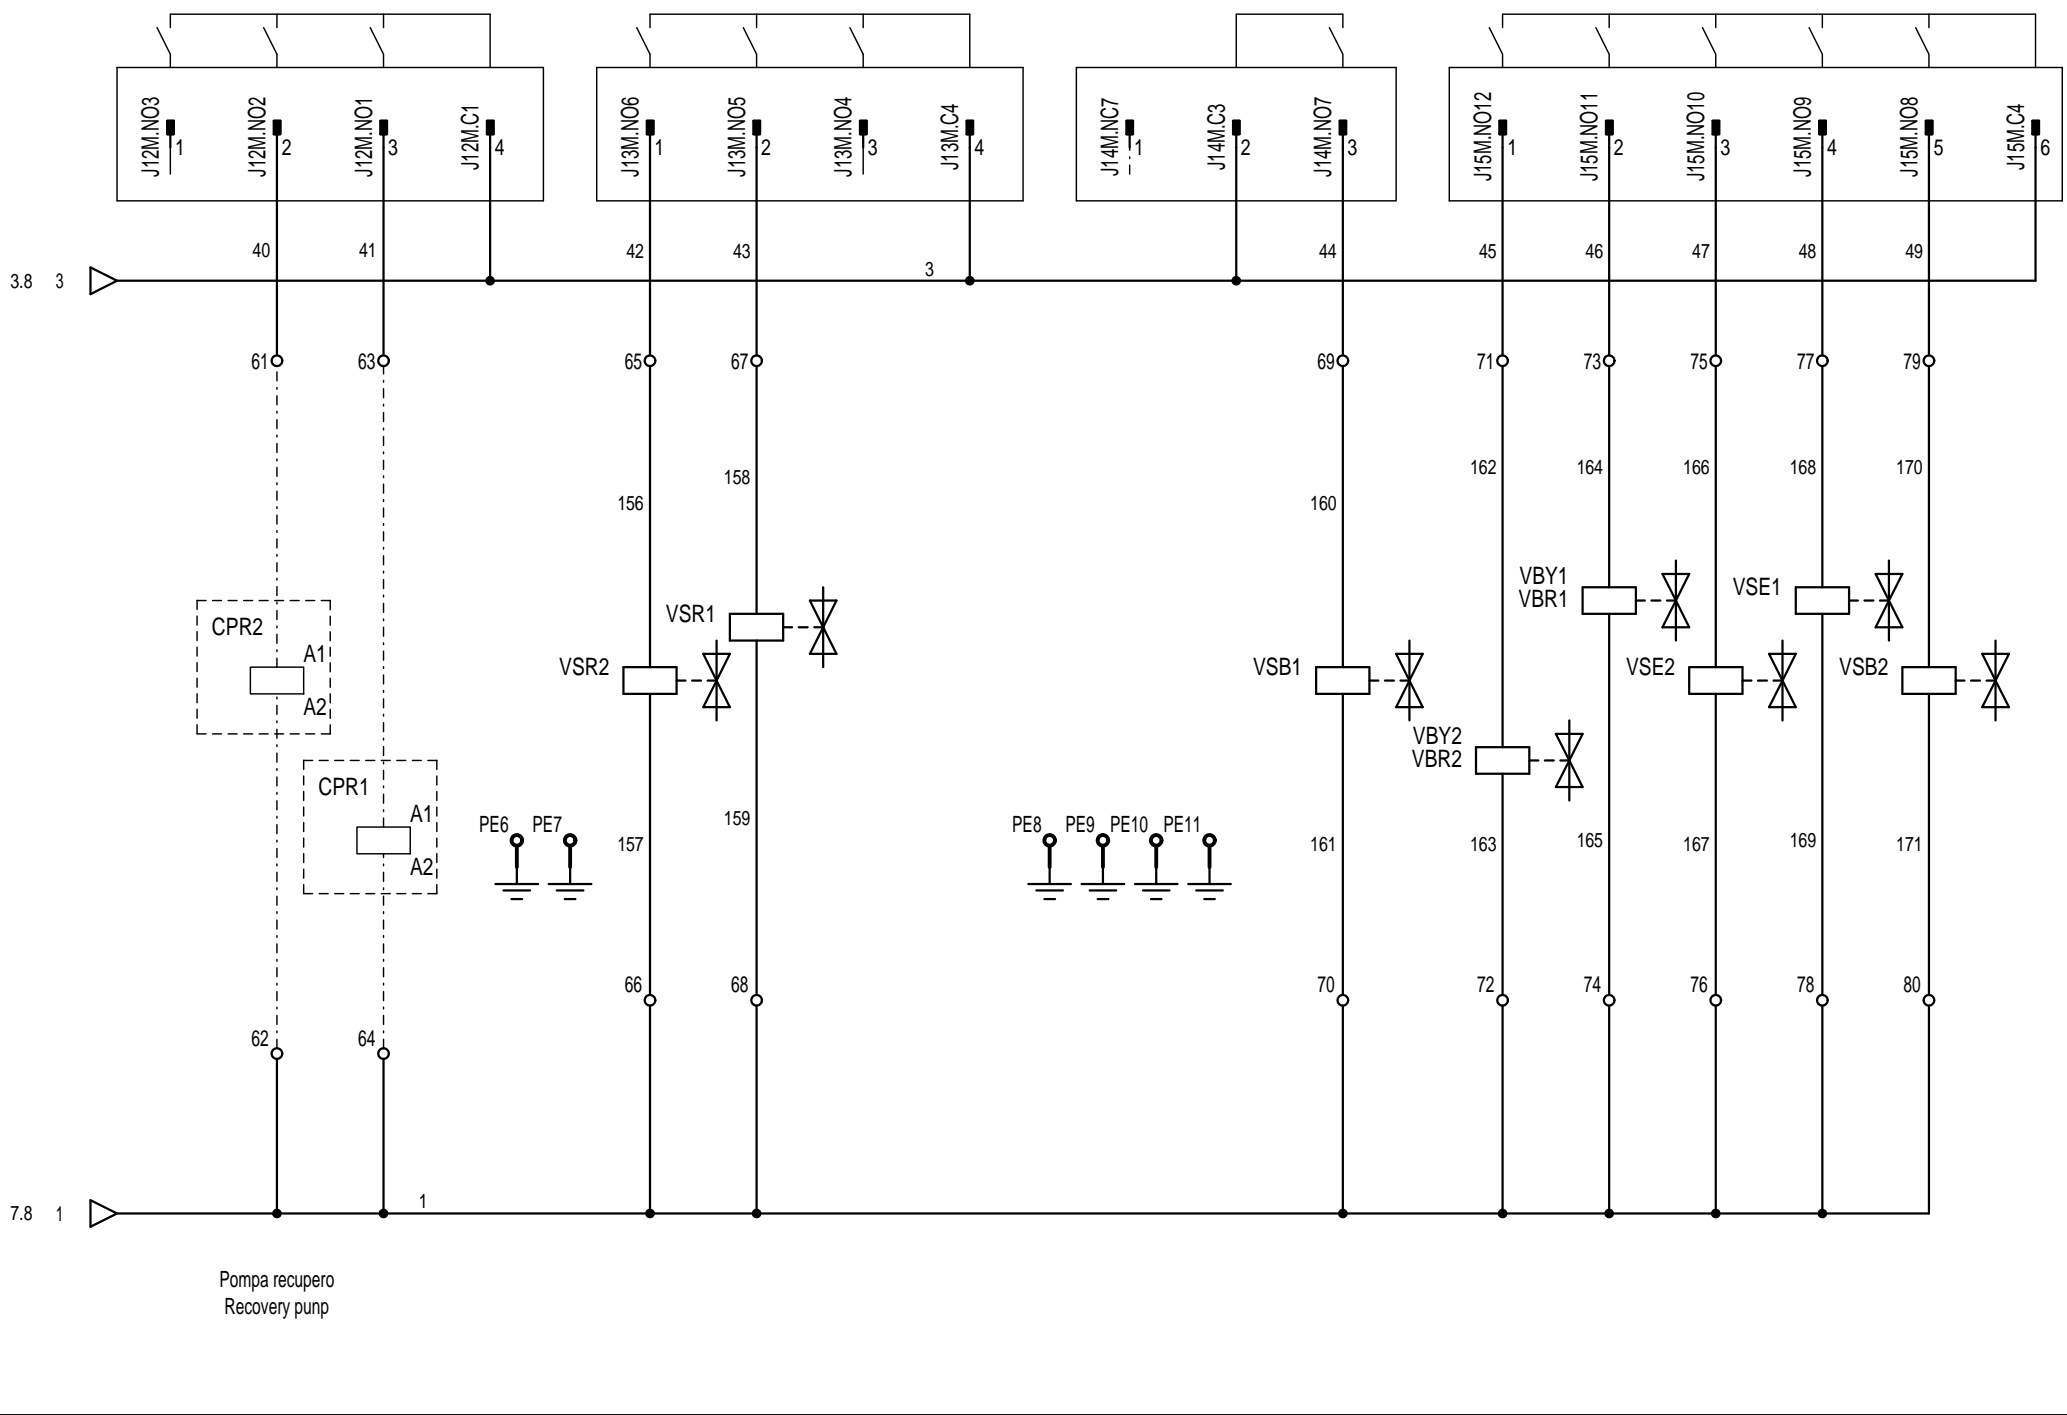 J12M.NO3 1
J12M.NO2 2
J12M.NO1 3
J12M.C1 4
J13M.NO6 1
J13M.NO5 2
J13M.NO4 3
J13M.C4 4
J14M.NC7 1
J14M.C3 2
J14M.NO7 3
J15M.NO12 1
J15M.NO11 2
J15M.NO10 3
J15M.NO9 4
J15M.NO8 5
J15M.C4 6
40 41 42 43 44 45 46 47 48 49
3.8 3 3
61 63 65 67 69 71 73 75 77 79
156 158 160 162 164 166 168 170
VBY1
VBR1
VSE1
VSR1
CPR2
A1
A2
VSR2
VSB1
VSE2
VSB2
VBY2
VBR2
CPR1
A1
A2
PE6 PE7
PE8 PE9 PE10 PE11
157 159 161 163 165 167 169 171
66 68 70 72 74 76 78 80
62 64
7.8 1 1
Pompa recupero
Recovery punp